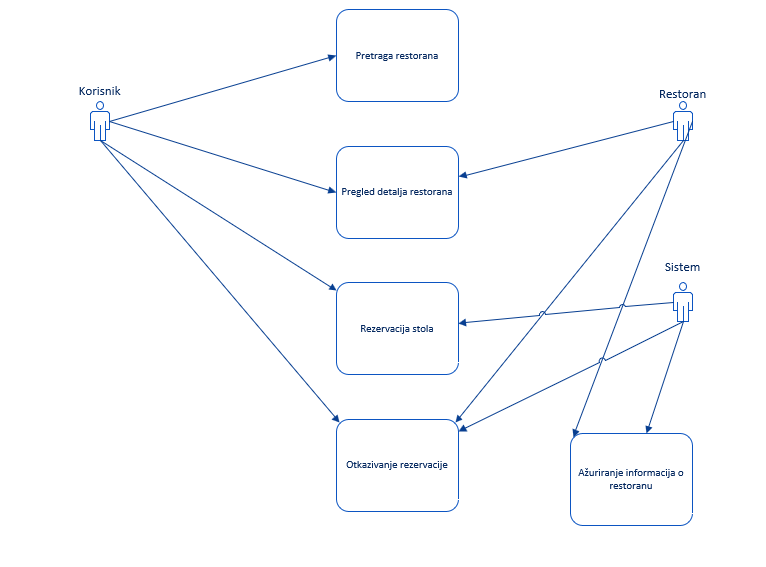 Pretraga restorana
Korisnik
Restoran
Pregled detalja restorana
Sistem
Rezervacija stola
Otkazivanje rezervacije
Ažuriranje informacija o
restoranu